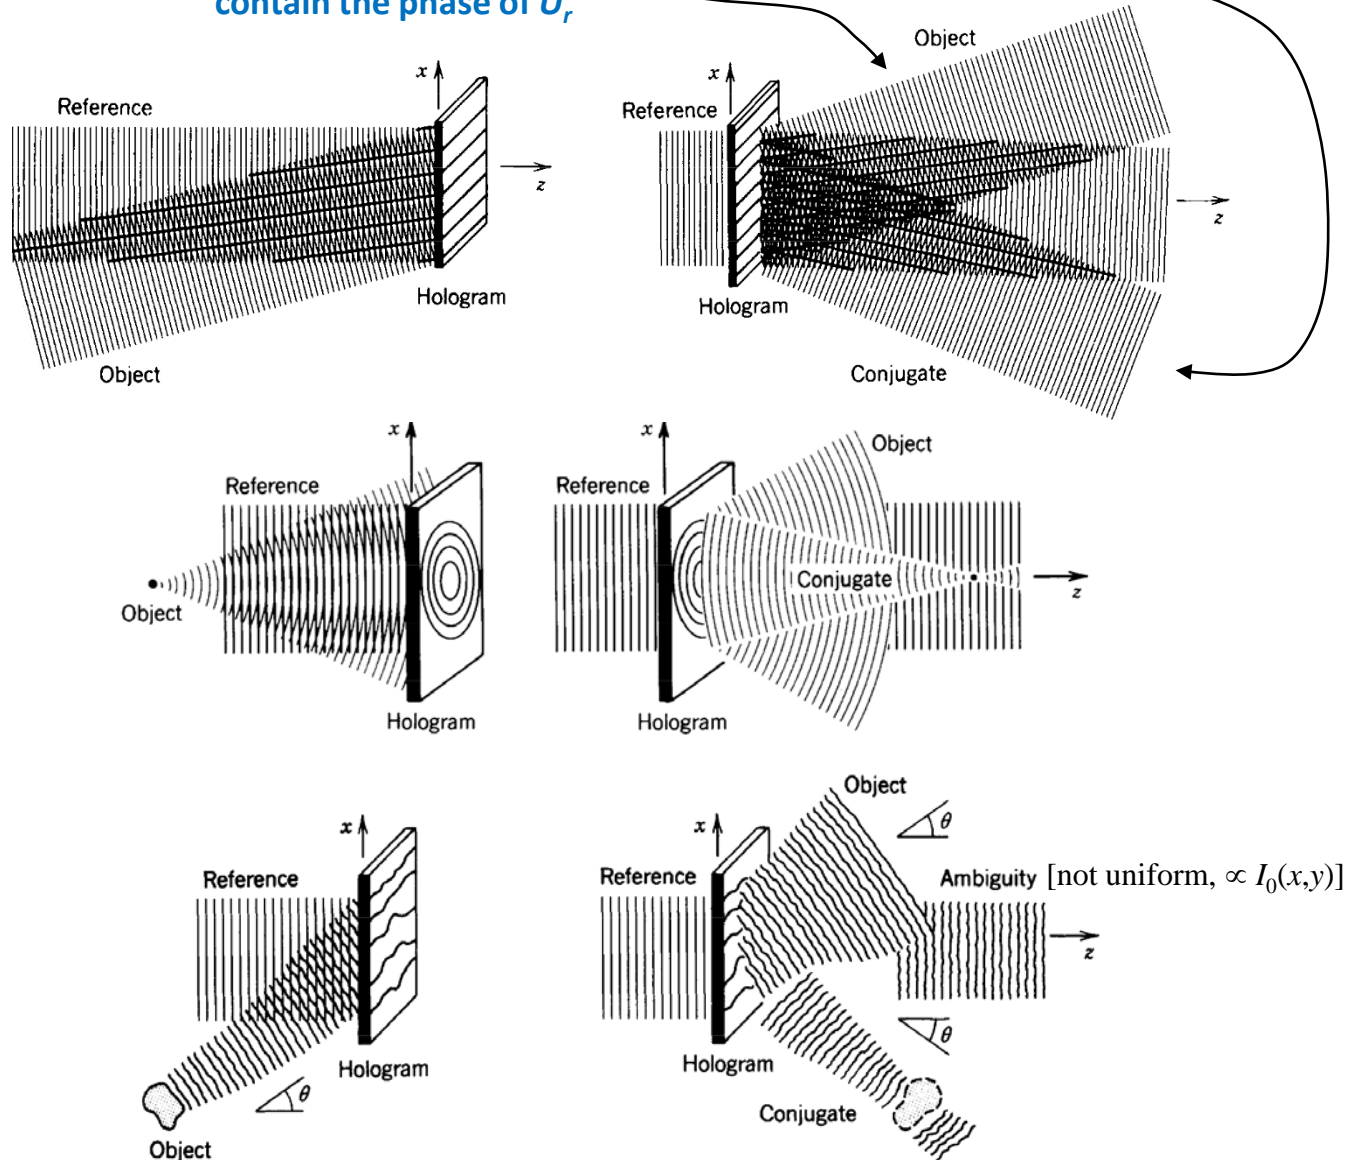 contain the phase of U_r
Object
x
x
Reference
Reference
z
z
Hologram
Hologram
Object
Conjugate
x
x
Object
Reference
Reference
Conjugate
Object
z
Hologram
Hologram
Object
x
x
θ
Reference
Reference
Ambiguity [not uniform, ∝ I₀(x,y)]
z
θ
Hologram
Hologram
θ
Conjugate
Object